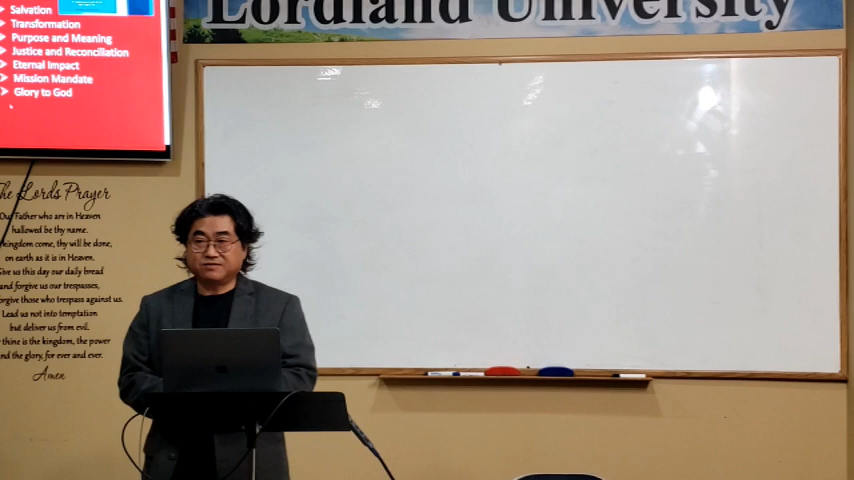 Lordland University
Salvation
Transformation
Purpose and Meaning
Justice and Reconciliation
Eternal Impact
Mission Mandate
Glory to God
The Lords Prayer
Our Father who art in Heaven
hallowed be thy name.
kingdom come, thy will be done,
on earth as it is in Heaven.
Give us this day our daily bread
and forgive us our trespasses,
forgive those who trespass against us.
Lead us not into temptation
but deliver us from evil.
thine is the kingdom, the power
and the glory, for ever and ever.
Amen